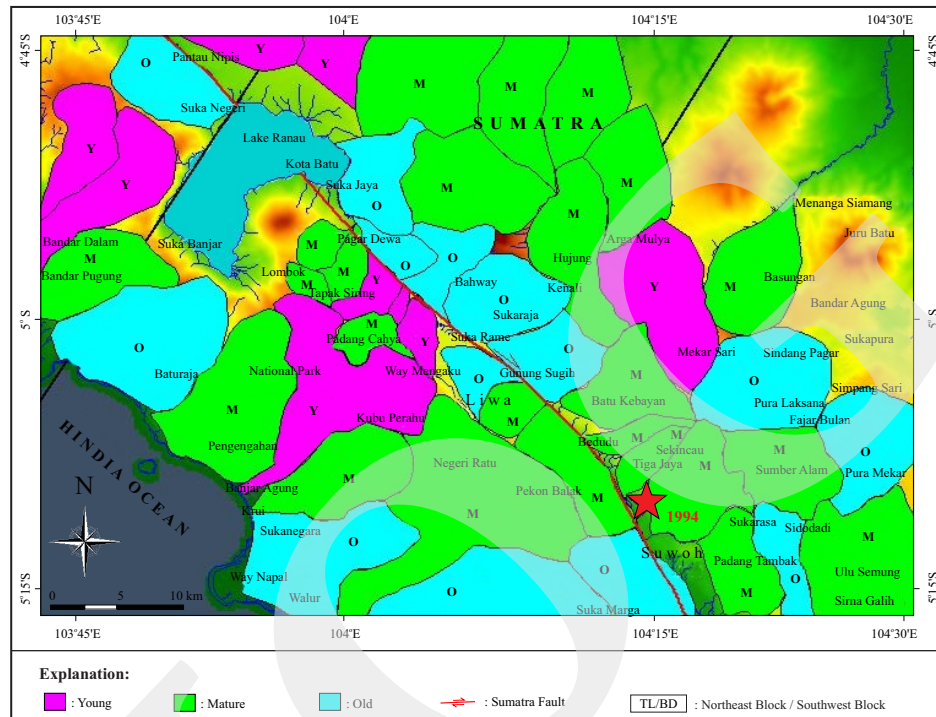 103°45'E 104°E 104°15'E 104°30'E
4°45'S 4°45'S
Pantau Nipis Y Y
O M M M
Suka Negeri
SUMATRA
Lake Ranau
Y Kota Batu
Y Suka Jaya M M
O
Menanga Siamang
M
Suka Banjar Pagar Dewa Arga Mulya Juru Batu
Bandar Dalam M
M Lombok M O O Hujung
Bandar Pugung M Y Bahway Kenali Y M Basungan
Tapak Siring O Bandar Agung
Sukaraja
5°S 5°S
M
O Padang Cahya Y Suka Rame O Mekar Sari Sindang Pagar Sukapura
Baturaja National Park Way Mengaku Gunung Sugih
O M O Simpang Sari
M Y Liwa Batu Kebayan Pura Laksana
Kubu Perahu M Fajar Bulan
Pengengahan Bedudu M M O
Sekincau M
Negeri Ratu Tiga Jaya M Sumber Alam Pura Mekar
HINDIA OCEAN
N
Banjar Agung M Pekon Balak M
Krui M 1994
Sukanegara O Sukarasa Sidodadi
Suwoh M
Way Napal O Padang Tambak
O Ulu Semung
0 5 10 km Walur O M
Suka Marga Sirna Galih
5°15'S 5°15'S
103°45'E 104°E 104°15'E 104°30'E
Explanation:
: Young : Mature : Old : Sumatra Fault TL/BD : Northeast Block / Southwest Block